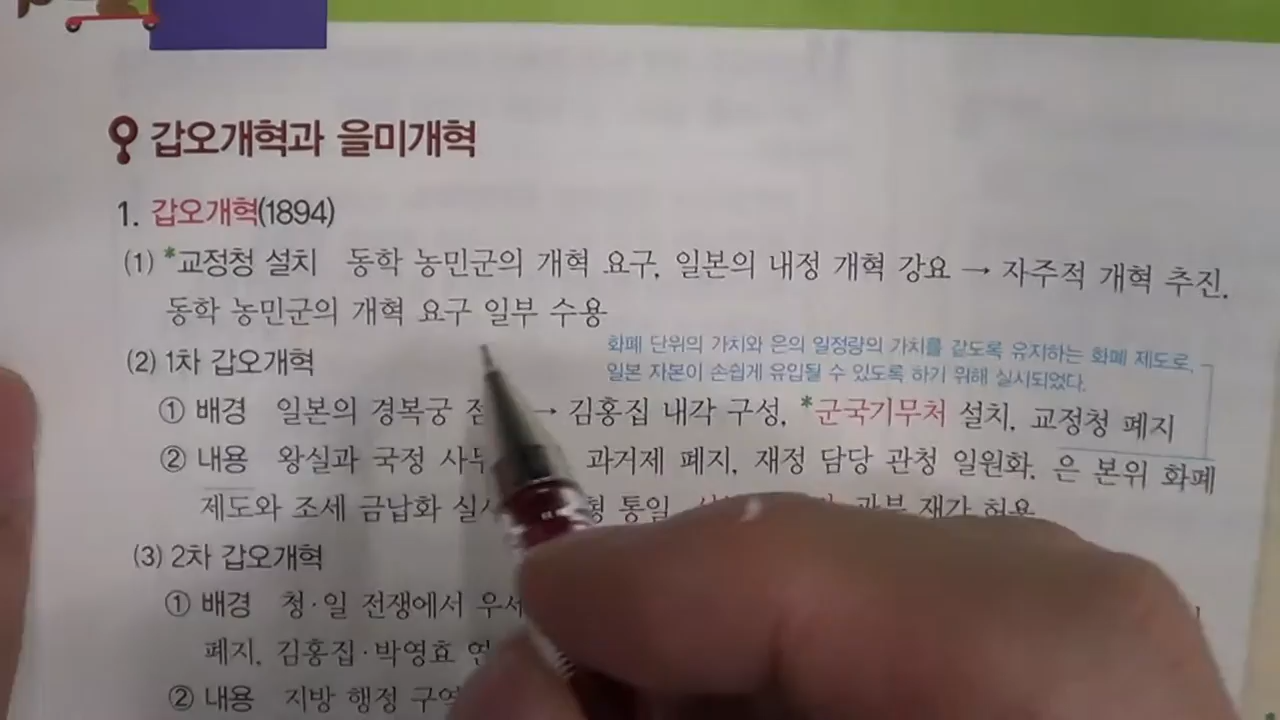 갑오개혁과 을미개혁
1. 갑오개혁(1894)
(1) *교정청 설치 동학 농민군의 개혁 요구, 일본의 내정 개혁 강요 → 자주적 개혁 추진,
동학 농민군의 개혁 요구 일부 수용
화폐 단위의 가치와 은의 일정량의 가치를 같도록 유지하는 화폐 제도로,
일본 자본이 손쉽게 유입될 수 있도록 하기 위해 실시되었다.
(2) 1차 갑오개혁
① 배경 일본의 경복궁 → 김홍집 내각 구성, *군국기무처 설치, 교정청 폐지
② 내용 왕실과 국정 과거제 폐지, 재정 담당 관청 일원화, 은 본위 화폐
제도와 조세 금납화 통일, 과부 재가 허용
(3) 2차 갑오개혁
① 배경 청·일 전쟁에서
폐지, 김홍집·박영효
② 내용 지방 행정